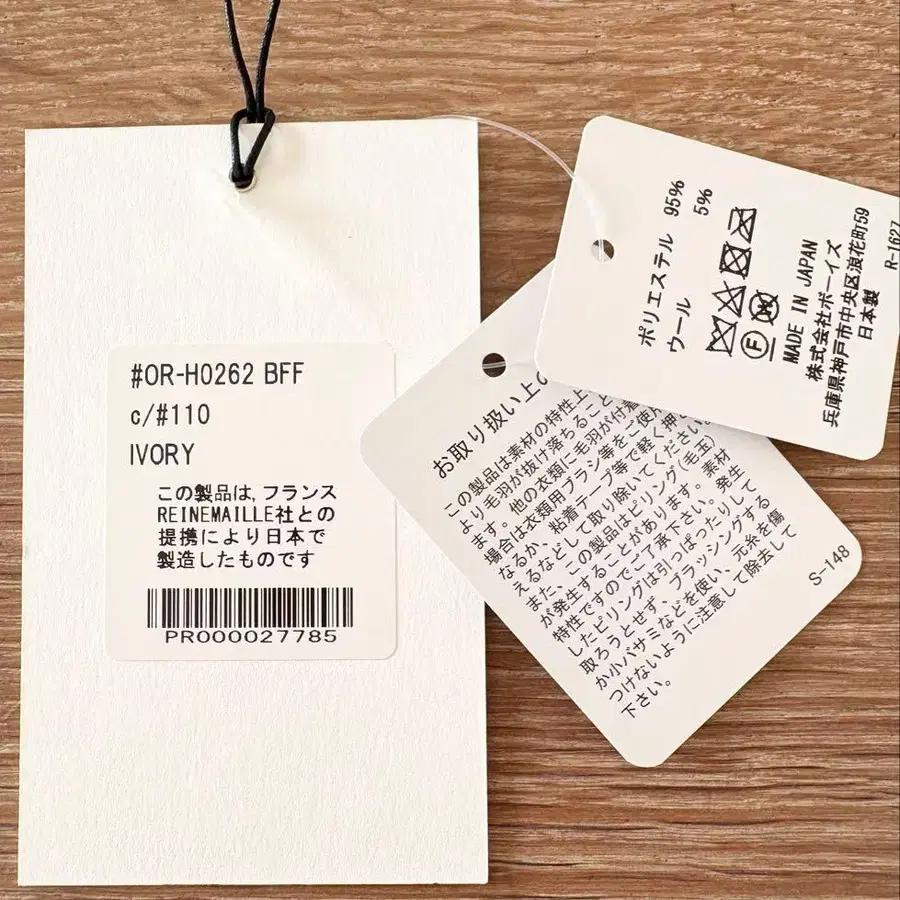 #OR-H0262 BFF
c/#110
IVORY
この製品は,フランス
REINEMAILLE社との
提携により日本で
製造したものです
PR000027785
ポリエステル 95%
ウール 5%
F
MADE IN JAPAN
株式会社ボーイズ
兵庫県神戸市中央区浪花町59
日本製
R-1627
お取り扱い上の
この製品は素材の特性上
より毛羽が抜け落ちること
ます。他の衣類に毛羽が付着
場合は衣類用ブラシ等をご使用
なるか、粘着テープ等で軽く押
えるなどして取り除いてください。
また、この製品はピリング(毛玉)
が発生することがあります。素材
特性ですのでご了承下さい。発生
したピリングは引っぱったりして
取ろうとせず、ブラッシングする
か小バサミなどを使い、元糸を傷
つけないように注意して除去して
下さい。
S-148